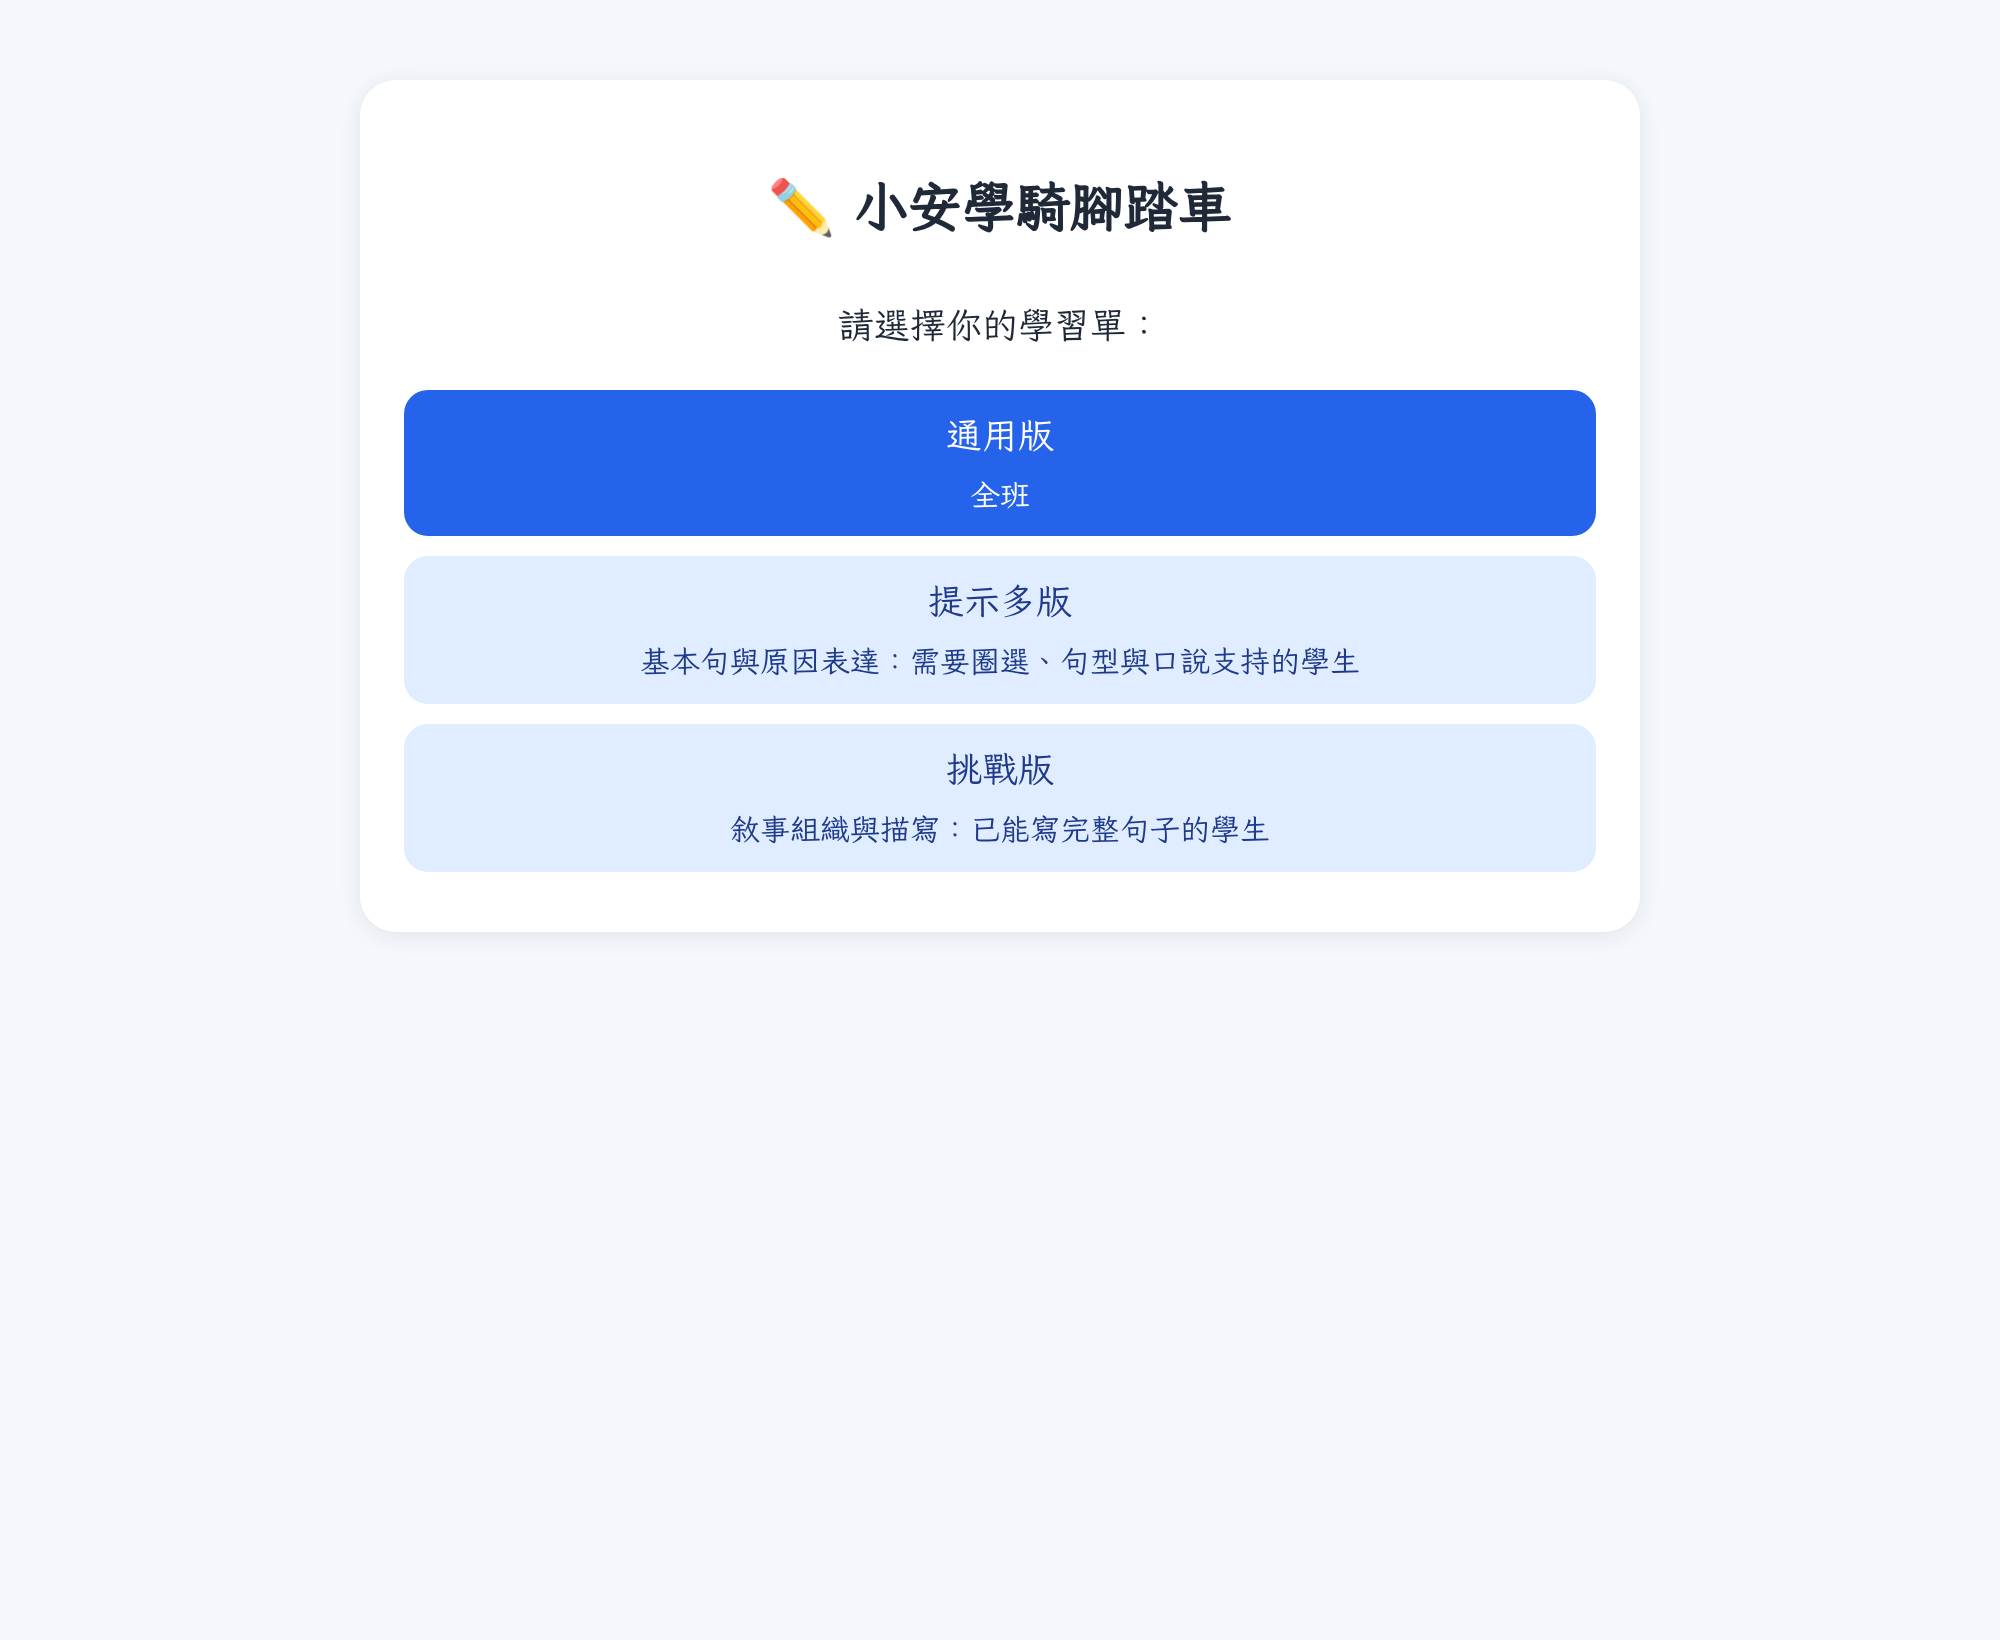 ✏️ 小安學騎腳踏車
請選擇你的學習單：
通用版
全班
提示多版
基本句與原因表達：需要圈選、句型與口說支持的學生
挑戰版
敘事組織與描寫：已能寫完整句子的學生